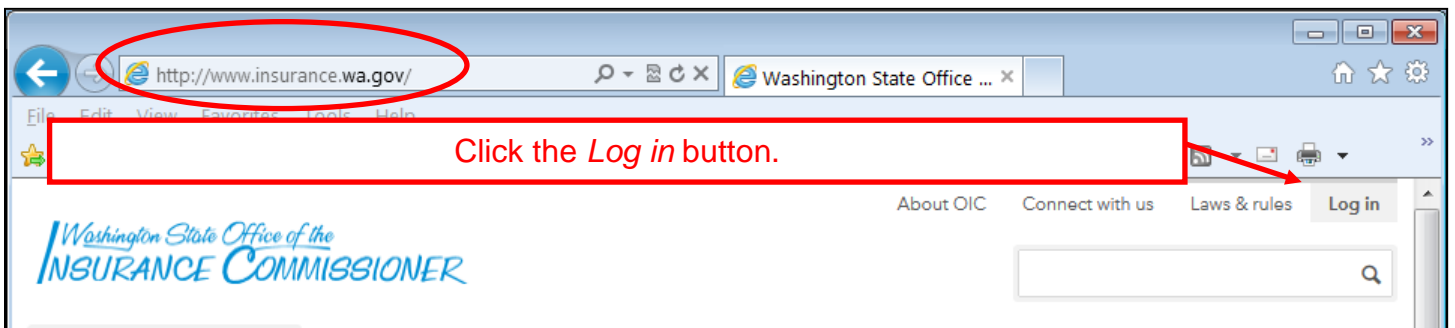 http://www.insurance.wa.gov/
Washington State Office ...
File Edit View Favorites Tools Help
Click the Log in button.
About OIC Connect with us Laws & rules Log in
Washington State Office of the
INSURANCE COMMISSIONER